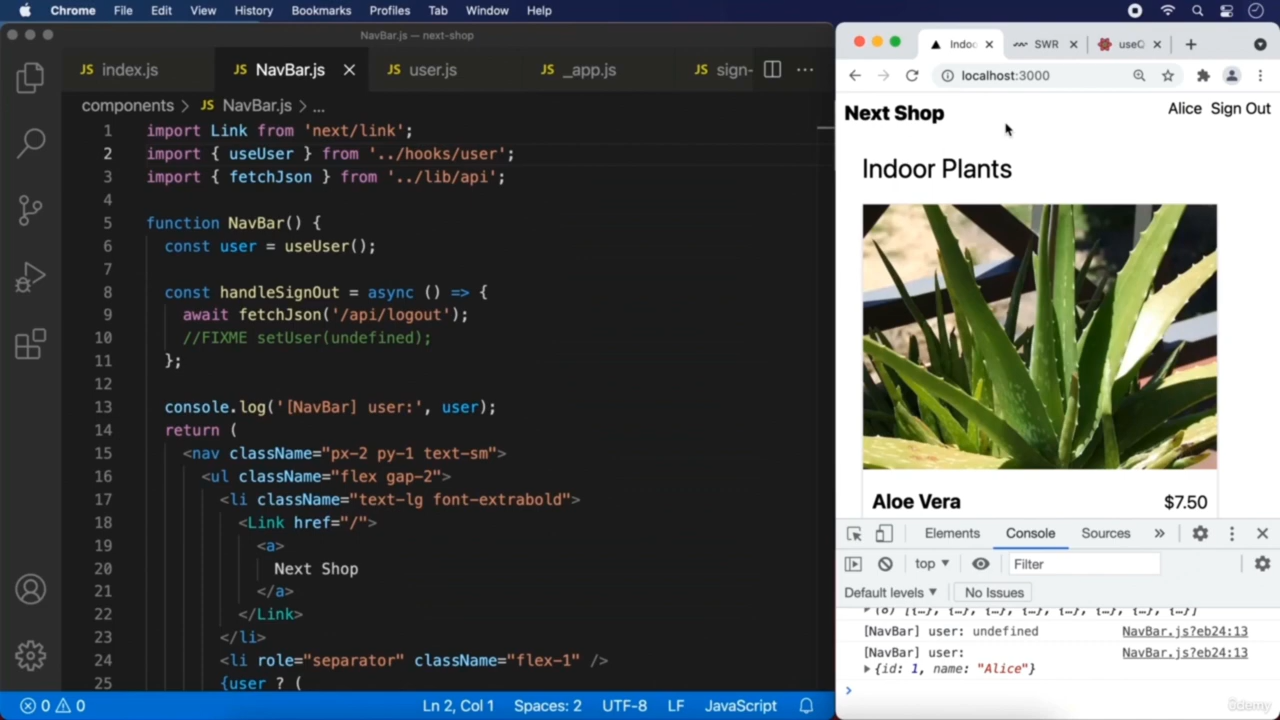 Chrome File Edit View History Bookmarks Profiles Tab Window Help
NavBar.js — next-shop
JS index.js JS NavBar.js JS user.js JS _app.js JS sign-
components > JS NavBar.js > ...
1 import Link from 'next/link';
2 import { useUser } from '../hooks/user';
3 import { fetchJson } from '../lib/api';
4
5 function NavBar() {
6 const user = useUser();
7
8 const handleSignOut = async () => {
9 await fetchJson('/api/logout');
10 //FIXME setUser(undefined);
11 };
12
13 console.log('[NavBar] user:', user);
14 return (
15 <nav className="px-2 py-1 text-sm">
16 <ul className="flex gap-2">
17 <li className="text-lg font-extrabold">
18 <Link href="/">
19 <a>
20 Next Shop
21 </a>
22 </Link>
23 </li>
24 <li role="separator" className="flex-1" />
25 {user ? (
0 0 Ln 2, Col 1 Spaces: 2 UTF-8 LF JavaScript
Indoo SWR useQ
localhost:3000
Next Shop Alice Sign Out
Indoor Plants
Aloe Vera $7.50
Elements Console Sources »
top ▼ Filter
Default levels ▼ No Issues
▸ (8) [{…}, {…}, {…}, {…}, {…}, {…}, {…}, {…}]
[NavBar] user: undefined NavBar.js?eb24:13
[NavBar] user: NavBar.js?eb24:13
▸ {id: 1, name: "Alice"}
>
ûdemy